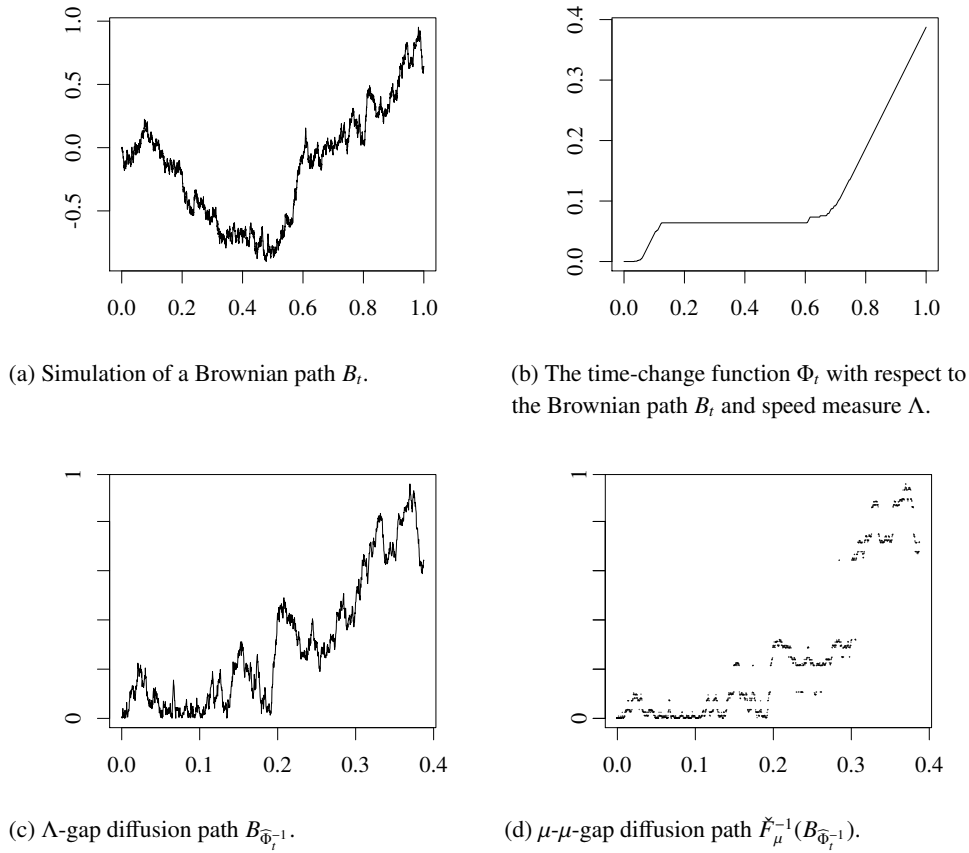 1.0
0.5
0.0
-0.5
0.0 0.2 0.4 0.6 0.8 1.0
(a) Simulation of a Brownian path Bₜ.
0.4
0.3
0.2
0.1
0.0
0.0 0.2 0.4 0.6 0.8 1.0
(b) The time-change function Φₜ with respect to
the Brownian path Bₜ and speed measure Λ.
1
0
0.0 0.1 0.2 0.3 0.4
(c) Λ-gap diffusion path B_{\widehat{Φ}_t^{-1}}.
1
0
0.0 0.1 0.2 0.3 0.4
(d) μ-μ-gap diffusion path \check{F}_μ^{-1}(B_{\widehat{Φ}_t^{-1}}).